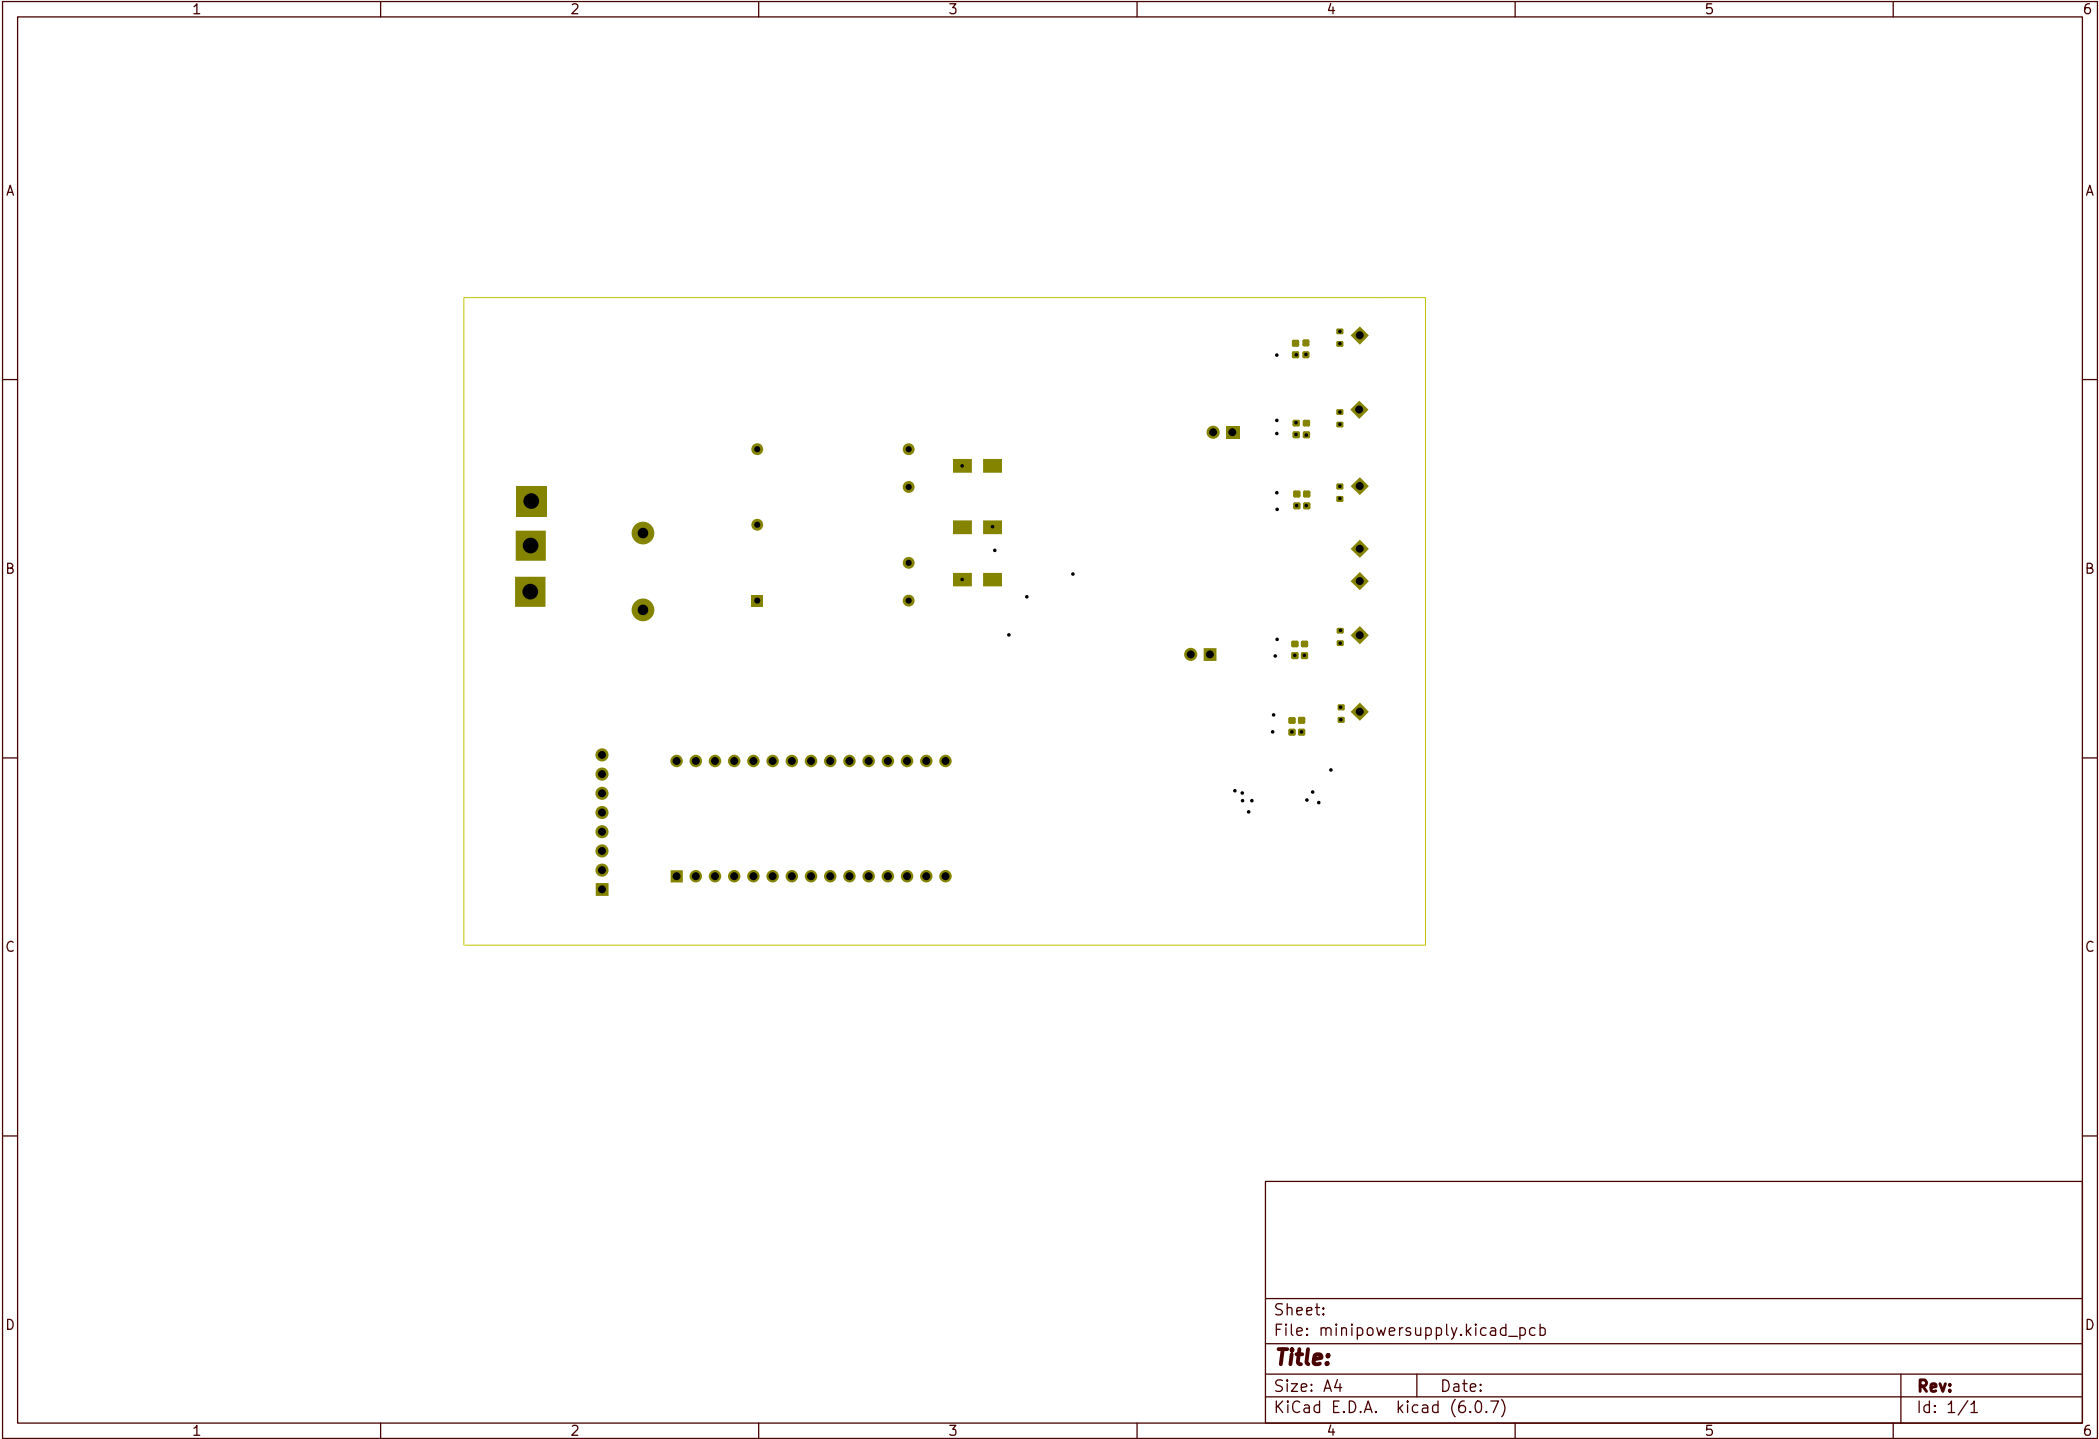 1 2 3 4 5 6
A A
B B
C C
D D
Sheet:
File: minipowersupply.kicad_pcb
Title:
Size: A4 Date: Rev:
KiCad E.D.A. kicad (6.0.7) Id: 1/1
1 2 3 4 5 6